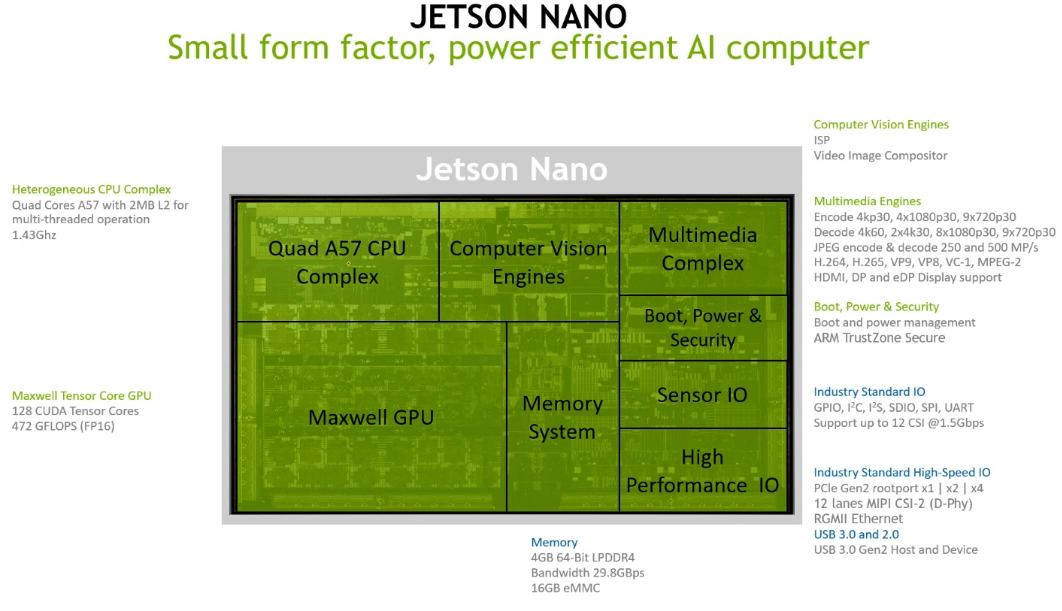 JETSON NANO
Small form factor, power efficient AI computer
Jetson Nano
Heterogeneous CPU Complex
Quad Cores A57 with 2MB L2 for
multi-threaded operation
1.43Ghz
Maxwell Tensor Core GPU
128 CUDA Tensor Cores
472 GFLOPS (FP16)
Quad A57 CPU
Complex
Computer Vision
Engines
Multimedia
Complex
Boot, Power &
Security
Maxwell GPU
Memory
System
Sensor IO
High
Performance IO
Computer Vision Engines
ISP
Video Image Compositor
Multimedia Engines
Encode 4kp30, 4x1080p30, 9x720p30
Decode 4k60, 2x4k30, 8x1080p30, 9x720p30
JPEG encode & decode 250 and 500 MP/s
H.264, H.265, VP9, VP8, VC-1, MPEG-2
HDMI, DP and eDP Display support
Boot, Power & Security
Boot and power management
ARM TrustZone Secure
Industry Standard IO
GPIO, I²C, I²S, SDIO, SPI, UART
Support up to 12 CSI @1.5Gbps
Industry Standard High-Speed IO
PCIe Gen2 rootport x1 | x2 | x4
12 lanes MIPI CSI-2 (D-Phy)
RGMII Ethernet
USB 3.0 and 2.0
USB 3.0 Gen2 Host and Device
Memory
4GB 64-Bit LPDDR4
Bandwidth 29.8GBps
16GB eMMC